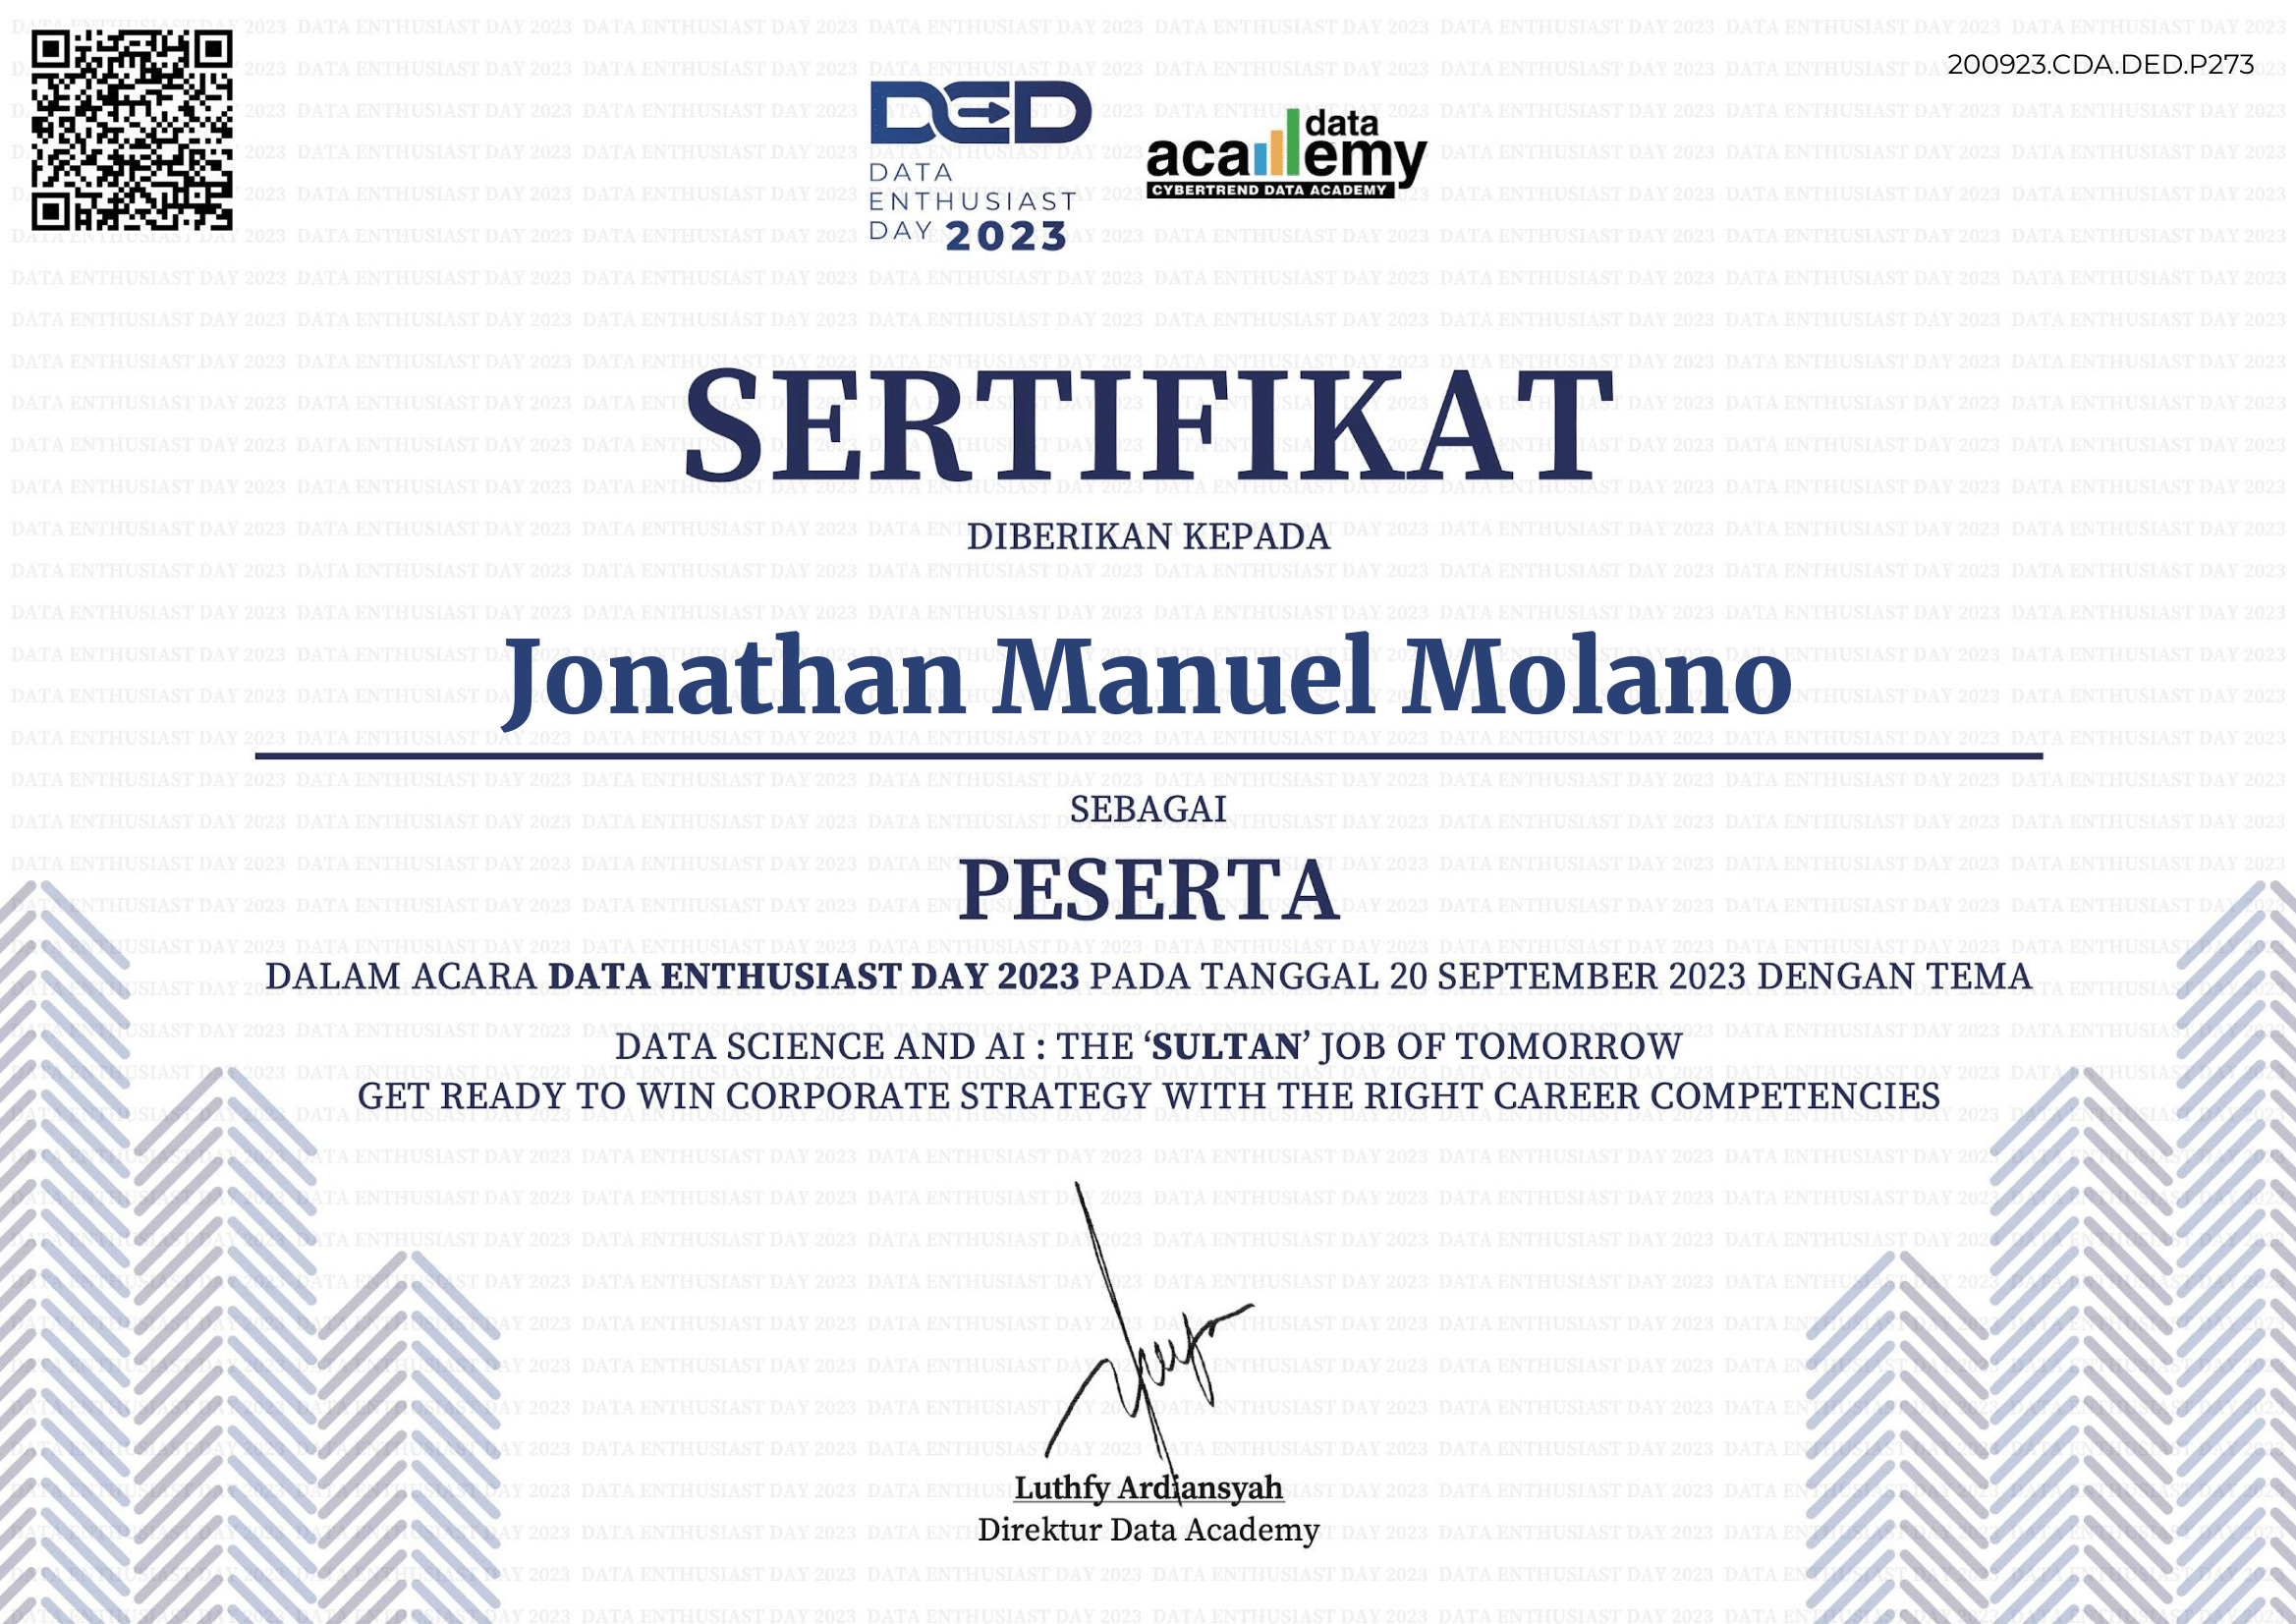 200923.CDA.DED.P273
DED
DATA
ENTHUSIAST
DAY 2023
data
academy
CYBERTREND DATA ACADEMY
SERTIFIKAT
DIBERIKAN KEPADA
Jonathan Manuel Molano
SEBAGAI
PESERTA
DALAM ACARA DATA ENTHUSIAST DAY 2023 PADA TANGGAL 20 SEPTEMBER 2023 DENGAN TEMA
DATA SCIENCE AND AI : THE ‘SULTAN’ JOB OF TOMORROW
GET READY TO WIN CORPORATE STRATEGY WITH THE RIGHT CAREER COMPETENCIES
Luthfy Ardiansyah
Direktur Data Academy